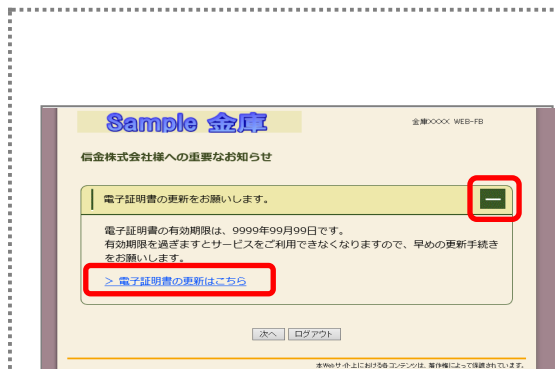 Sample 金庫
金庫XXXX WEB-FB
信金株式会社様への重要なお知らせ
電子証明書の更新をお願いします。
電子証明書の有効期限は、9999年99月99日です。
有効期限を過ぎますとサービスをご利用できなくなりますので、早めの更新手続き
をお願いします。
> 電子証明書の更新はこちら
次へ ログアウト
本Webサイト上における各コンテンツは、著作権によって保護されています。